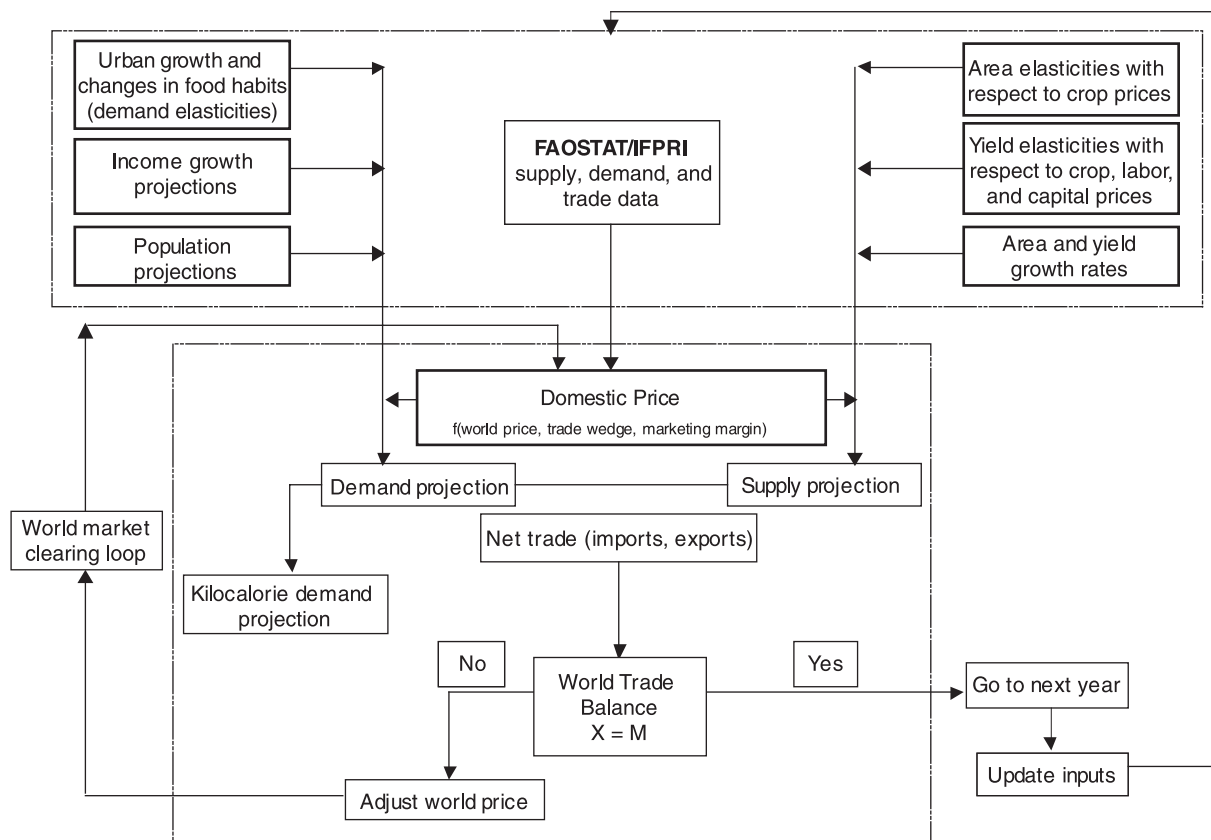 Urban growth and
changes in food habits
(demand elasticities)
Income growth
projections
Population
projections
FAOSTAT/IFPRI
supply, demand, and
trade data
Area elasticities with
respect to crop prices
Yield elasticities with
respect to crop, labor,
and capital prices
Area and yield
growth rates
Domestic Price
f(world price, trade wedge, marketing margin)
Demand projection
Supply projection
World market
clearing loop
Net trade (imports, exports)
Kilocalorie demand
projection
No
World Trade
Balance
X = M
Yes
Go to next year
Adjust world price
Update inputs